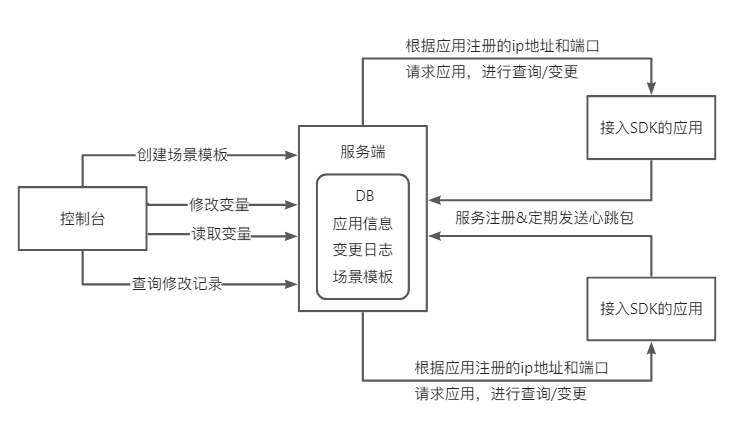 根据应用注册的ip地址和端口
请求应用，进行查询/变更
接入SDK的应用
服务端
创建场景模板
DB
应用信息
变更日志
场景模板
控制台
修改变量
读取变量
查询修改记录
服务注册&定期发送心跳包
接入SDK的应用
根据应用注册的ip地址和端口
请求应用，进行查询/变更